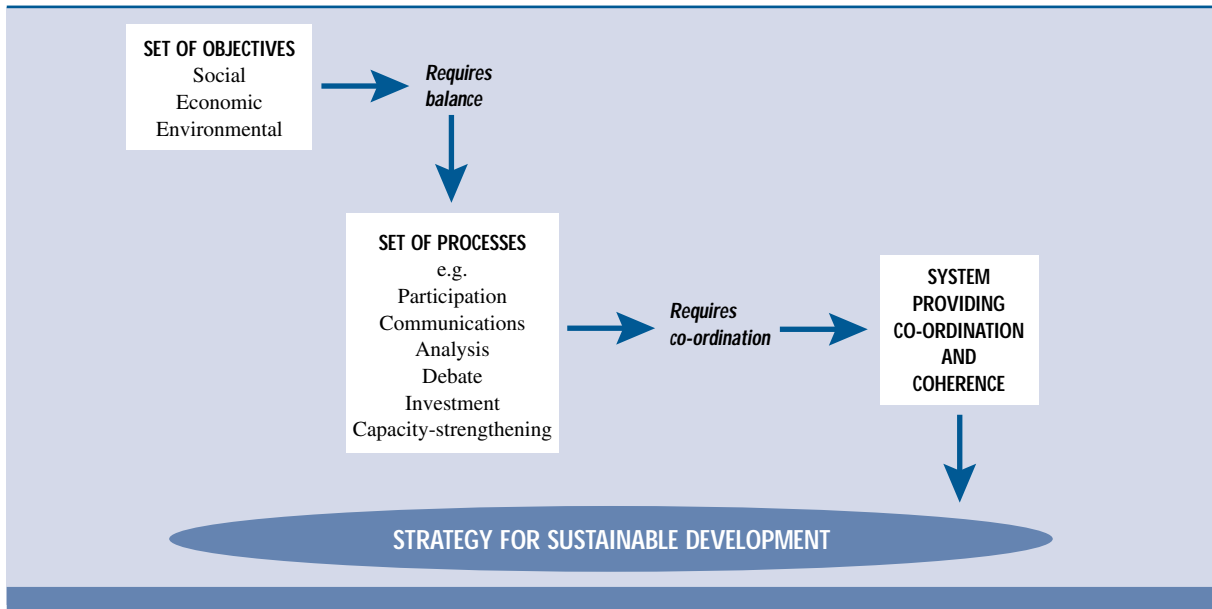 SET OF OBJECTIVES
Social
Economic
Environmental
Requires
balance
SET OF PROCESSES
e.g.
Participation
Communications
Analysis
Debate
Investment
Capacity-strengthening
Requires
co-ordination
SYSTEM
PROVIDING
CO-ORDINATION
AND
COHERENCE
STRATEGY FOR SUSTAINABLE DEVELOPMENT